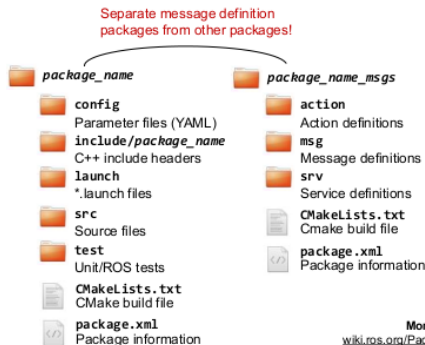 Separate message definition
packages from other packages!
package_name
config
Parameter files (YAML)
include/package_name
C++ include headers
launch
*.launch files
src
Source files
test
Unit/ROS tests
CMakeLists.txt
CMake build file
package.xml
Package information
package_name_msgs
action
Action definitions
msg
Message definitions
srv
Service definitions
CMakeLists.txt
Cmake build file
package.xml
Package information